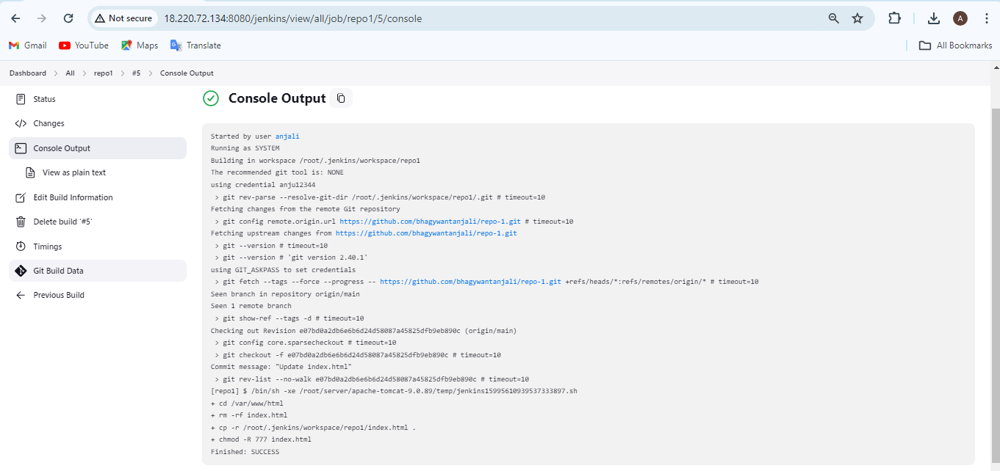 Not secure
18.220.72.134:8080/jenkins/view/all/job/repo1/5/console
A
Gmail
YouTube
Maps
Translate
All Bookmarks
Dashboard > All > repo1 > #5 > Console Output
Status
Changes
Console Output
View as plain text
Edit Build Information
Delete build ‘#5’
Timings
Git Build Data
Previous Build
Console Output
Started by user anjali
Running as SYSTEM
Building in workspace /root/.jenkins/workspace/repo1
The recommended git tool is: NONE
using credential anju12344
> git rev-parse --resolve-git-dir /root/.jenkins/workspace/repo1/.git # timeout=10
Fetching changes from the remote Git repository
> git config remote.origin.url https://github.com/bhagywantanjali/repo-1.git # timeout=10
Fetching upstream changes from https://github.com/bhagywantanjali/repo-1.git
> git --version # timeout=10
> git --version # 'git version 2.40.1'
using GIT_ASKPASS to set credentials
> git fetch --tags --force --progress -- https://github.com/bhagywantanjali/repo-1.git +refs/heads/*:refs/remotes/origin/* # timeout=10
Seen branch in repository origin/main
Seen 1 remote branch
> git show-ref --tags -d # timeout=10
Checking out Revision e07bd0a2db6e6b6d24d58087a45825dfb9eb890c (origin/main)
> git config core.sparsecheckout # timeout=10
> git checkout -f e07bd0a2db6e6b6d24d58087a45825dfb9eb890c # timeout=10
Commit message: "Update index.html"
> git rev-list --no-walk e07bd0a2db6e6b6d24d58087a45825dfb9eb890c # timeout=10
[repo1] $ /bin/sh -xe /root/server/apache-tomcat-9.0.89/temp/jenkins15995610939537333897.sh
+ cd /var/www/html
+ rm -rf index.html
+ cp -r /root/.jenkins/workspace/repo1/index.html .
+ chmod -R 777 index.html
Finished: SUCCESS